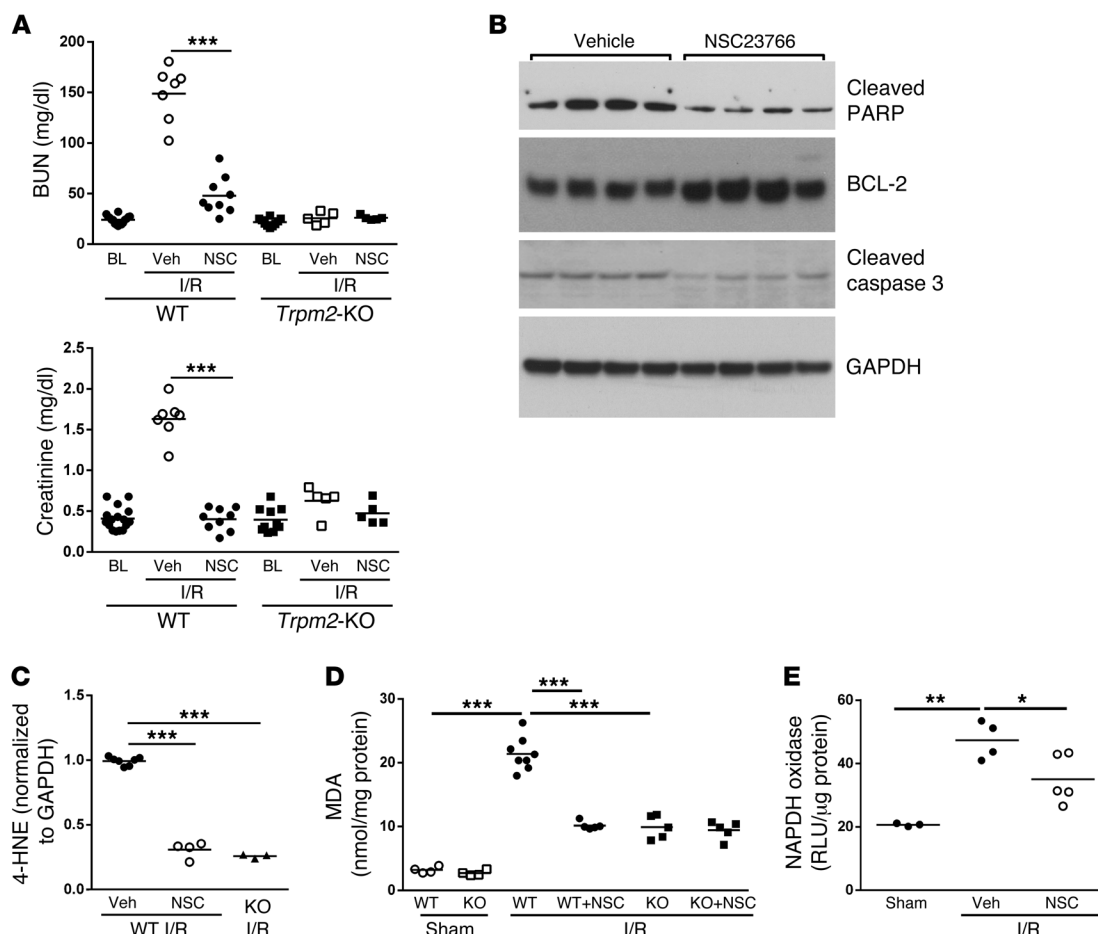 A
BUN (mg/dl)
200
150
100
50
0
***
BL
Veh
NSC
BL
Veh
NSC
I/R
I/R
WT
Trpm2-KO
Creatinine (mg/dl)
2.5
2.0
1.5
1.0
0.5
0.0
***
BL
Veh
NSC
BL
Veh
NSC
I/R
I/R
WT
Trpm2-KO
B
Vehicle
NSC23766
Cleaved
PARP
BCL-2
Cleaved
caspase 3
GAPDH
C
4-HNE (normalized
to GAPDH)
1.5
1.0
0.5
0.0
***
***
Veh
NSC
KO
WT I/R
I/R
D
MDA
(nmol/mg protein)
30
20
10
0
***
***
***
WT
KO
WT
WT+NSC
KO
KO+NSC
Sham
I/R
E
NAPDH oxidase
(RLU/µg protein)
60
40
20
0
**
*
Sham
Veh
NSC
I/R